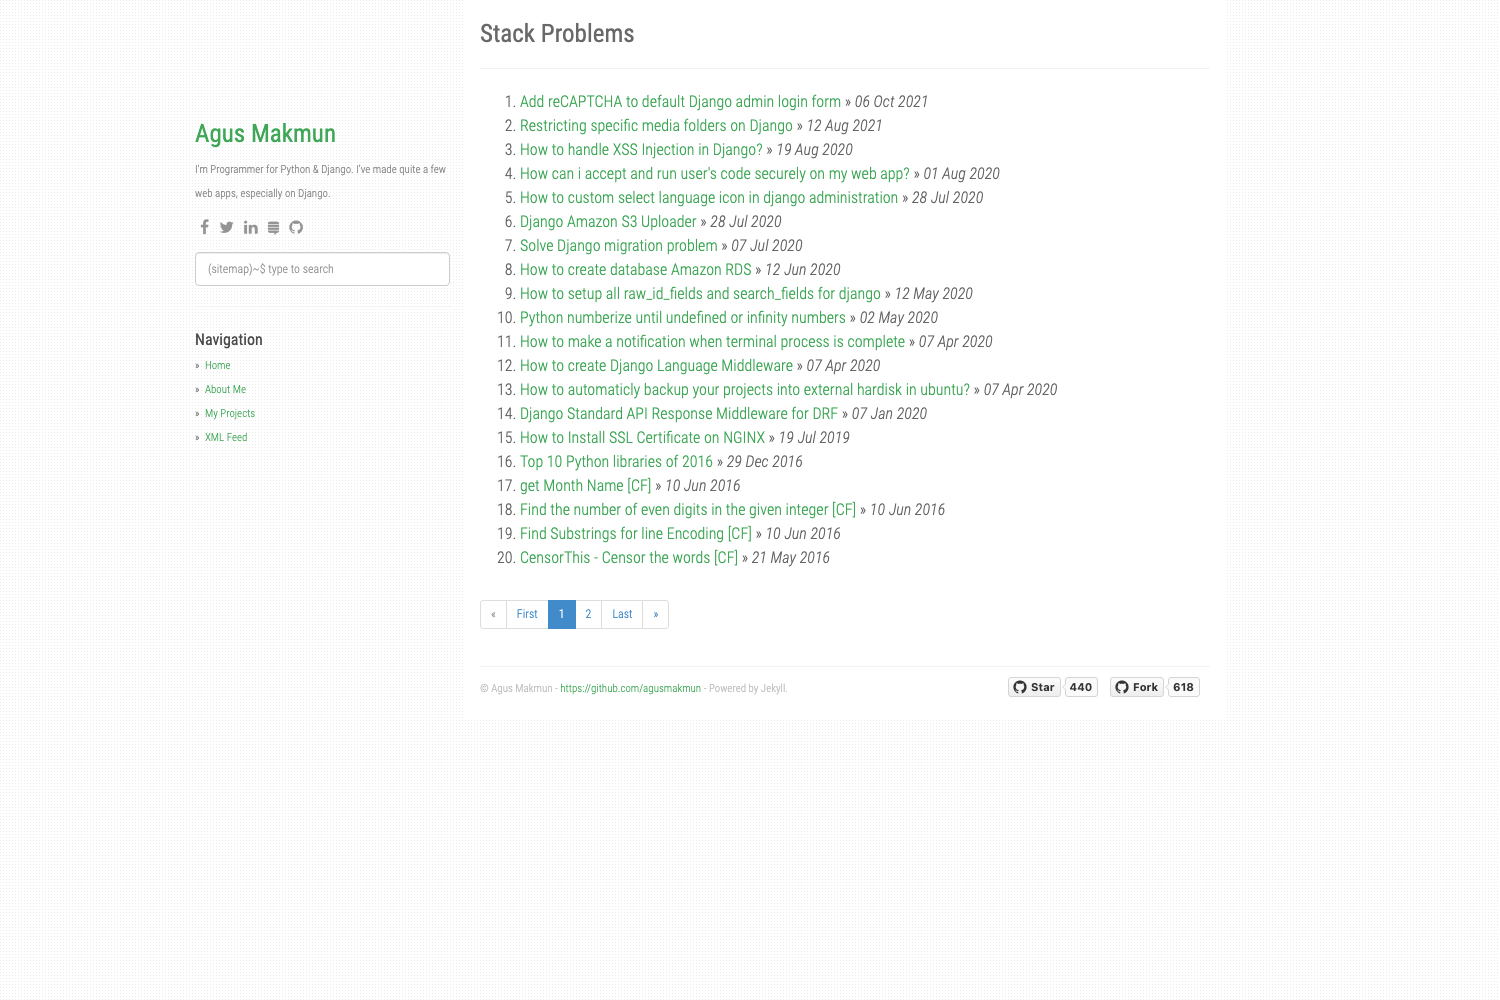 Agus Makmun
I'm Programmer for Python & Django. I've made quite a few
web apps, especially on Django.
(sitemap)~$ type to search
Navigation
» Home
» About Me
» My Projects
» XML Feed
Stack Problems
1. Add reCAPTCHA to default Django admin login form » 06 Oct 2021
2. Restricting specific media folders on Django » 12 Aug 2021
3. How to handle XSS Injection in Django? » 19 Aug 2020
4. How can i accept and run user's code securely on my web app? » 01 Aug 2020
5. How to custom select language icon in django administration » 28 Jul 2020
6. Django Amazon S3 Uploader » 28 Jul 2020
7. Solve Django migration problem » 07 Jul 2020
8. How to create database Amazon RDS » 12 Jun 2020
9. How to setup all raw_id_fields and search_fields for django » 12 May 2020
10. Python numberize until undefined or infinity numbers » 02 May 2020
11. How to make a notification when terminal process is complete » 07 Apr 2020
12. How to create Django Language Middleware » 07 Apr 2020
13. How to automaticly backup your projects into external hardisk in ubuntu? » 07 Apr 2020
14. Django Standard API Response Middleware for DRF » 07 Jan 2020
15. How to Install SSL Certificate on NGINX » 19 Jul 2019
16. Top 10 Python libraries of 2016 » 29 Dec 2016
17. get Month Name [CF] » 10 Jun 2016
18. Find the number of even digits in the given integer [CF] » 10 Jun 2016
19. Find Substrings for line Encoding [CF] » 10 Jun 2016
20. CensorThis - Censor the words [CF] » 21 May 2016
« First 1 2 Last »
© Agus Makmun - https://github.com/agusmakmun - Powered by Jekyll.
Star 440 Fork 618